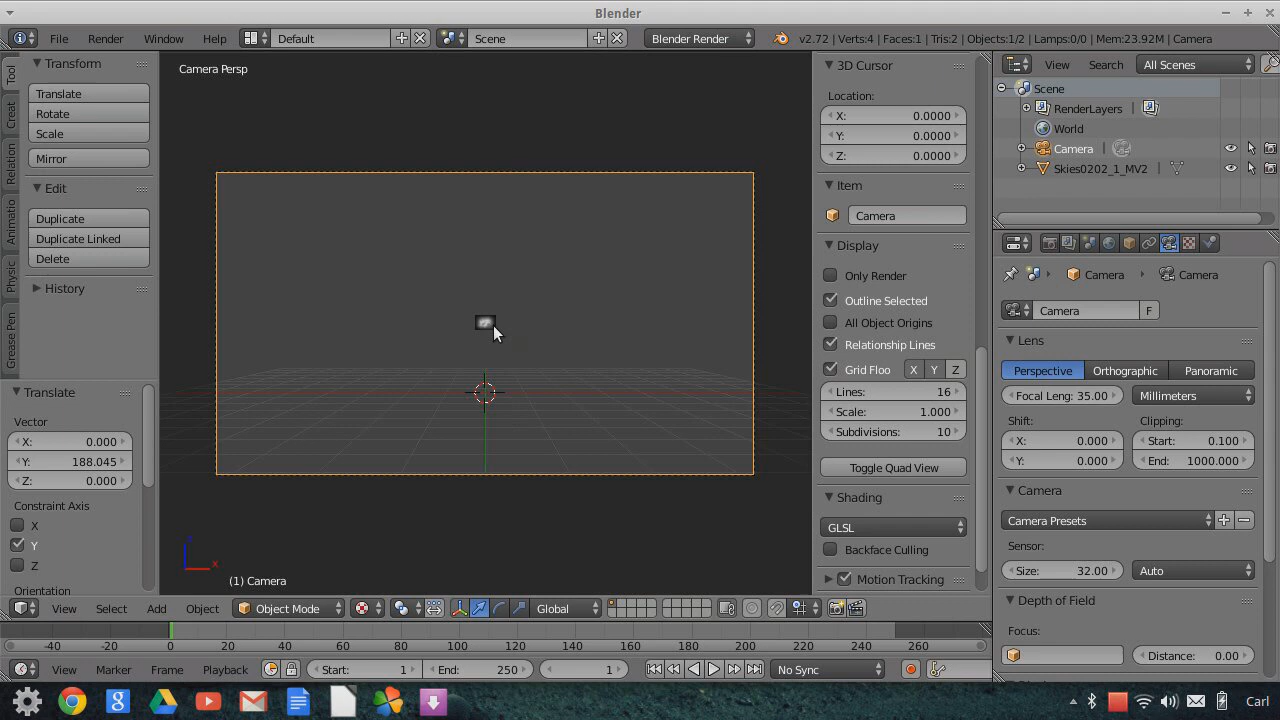 Blender
File Render Window Help Default Scene Blender Render v2.72 | Verts:4 | Faces:1 | Tris:2 | Objects:1/2 | Lamps:0/0 | Mem:23.92M | Camera
Tool
Creat
Relation
Animatio
Physic
Grease Pen
Transform
Translate
Rotate
Scale
Mirror
Edit
Duplicate
Duplicate Linked
Delete
History
Translate
Vector
X: 0.000
Y: 188.045
Z: 0.000
Constraint Axis
X
Y
Z
Orientation
Camera Persp
(1) Camera
x
3D Cursor
Location:
X: 0.0000
Y: 0.0000
Z: 0.0000
Item
Camera
Display
Only Render
Outline Selected
All Object Origins
Relationship Lines
Grid Floo X Y Z
Lines: 16
Scale: 1.000
Subdivisions: 10
Toggle Quad View
Shading
GLSL
Backface Culling
Motion Tracking
View Search All Scenes
Scene
RenderLayers |
World
Camera |
Skies0202_1_MV2 |
Camera Camera
Camera F
Lens
Perspective Orthographic Panoramic
Focal Len: 35.00 Millimeters
Shift: Clipping:
X: 0.000 Start: 0.100
Y: 0.000 End: 1000.000
Camera
Camera Presets
Sensor:
Size: 32.00 Auto
Depth of Field
Focus:
Distance: 0.00
View Select Add Object Object Mode Global
-40 -20 0 20 40 60 80 100 120 140 160 180 200 220 240 260
View Marker Frame Playback Start: 1 End: 250 1 No Sync
Carl